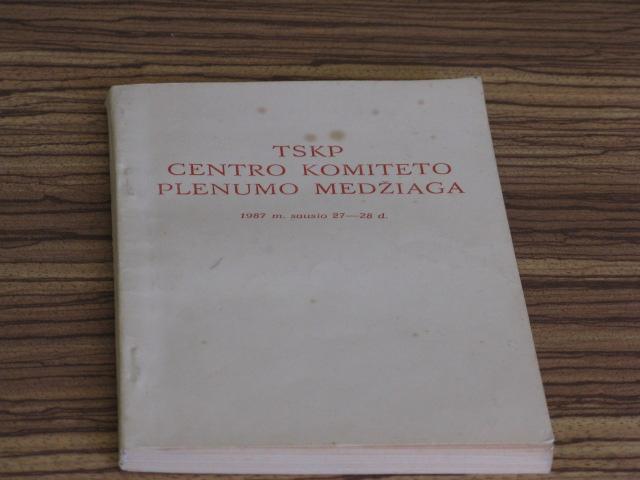 TSKP
CENTRO KOMITETO
PLENUMO MEDŽIAGA
1987 m. sausio 27—28 d.